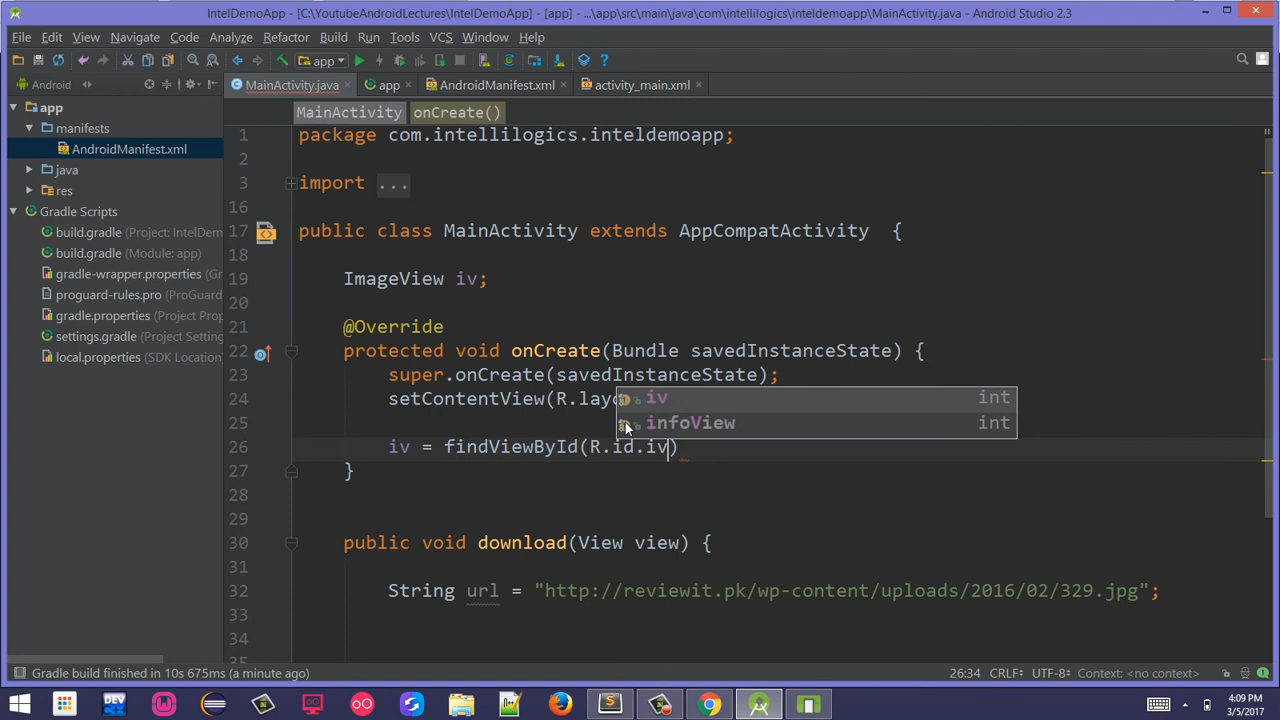 IntelDemoApp - [C:\YoutubeAndroidLectures\IntelDemoApp] - [app] - ...\app\src\main\java\com\intellilogics\inteldemoapp\MainActivity.java - Android Studio 2.3
File Edit View Navigate Code Analyze Refactor Build Run Tools VCS Window Help
app
Android
MainActivity.java
app
AndroidManifest.xml
activity_main.xml
app
manifests
AndroidManifest.xml
java
res
Gradle Scripts
build.gradle (Project: IntelDem
build.gradle (Module: app)
gradle-wrapper.properties (Gr
proguard-rules.pro (ProGuard
gradle.properties (Project Prop
settings.gradle (Project Setting
local.properties (SDK Location)
MainActivity onCreate()
1 package com.intellilogics.inteldemoapp;
2
3 import ...
16
17 public class MainActivity extends AppCompatActivity {
18
19 ImageView iv;
20
21 @Override
22 protected void onCreate(Bundle savedInstanceState) {
23 super.onCreate(savedInstanceState);
24 setContentView(R.layo
iv int
infoView int
25
26 iv = findViewById(R.id.iv)
27 }
28
29
30 public void download(View view) {
31
32 String url = "http://reviewit.pk/wp-content/uploads/2016/02/329.jpg";
33
34
35
Gradle build finished in 10s 675ms (a minute ago)
26:34 CRLF÷ UTF-8÷ Context: <no context>
DEV
4:09 PM
3/5/2017